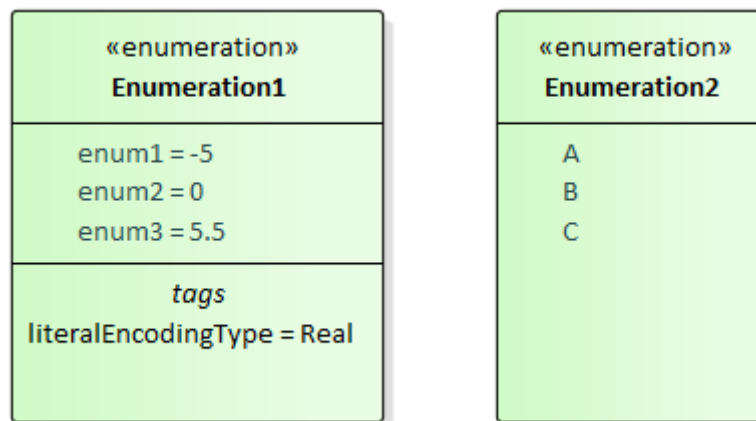 «enumeration»
Enumeration1
enum1 = -5
enum2 = 0
enum3 = 5.5
tags
literalEncodingType = Real
«enumeration»
Enumeration2
A
B
C